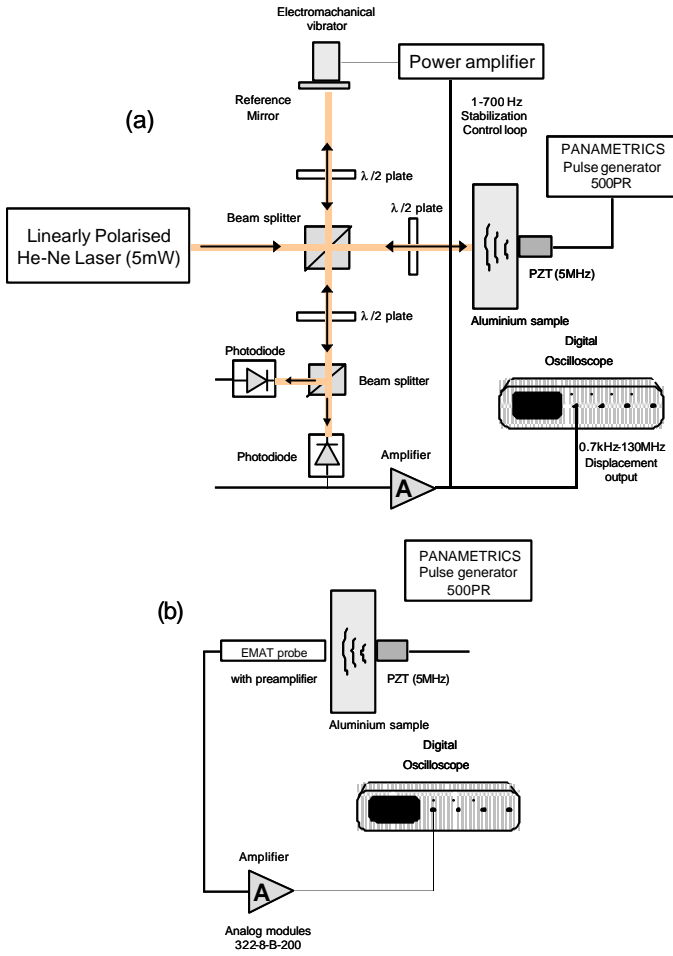 Electromachanical
vibrator
Power amplifier
Reference
Mirror
1-700 Hz
Stabilization
Control loop
(a)
PANAMETRICS
Pulse generator
500PR
λ /2 plate
λ /2 plate
Beam splitter
Linearly Polarised
He-Ne Laser (5mW)
PZT (5MHz)
λ /2 plate
Aluminium sample
Digital
Oscilloscope
Photodiode
Beam splitter
Photodiode
Amplifier
A
0.7kHz-130MHz
Displacement
output
PANAMETRICS
Pulse generator
500PR
(b)
EMAT probe
with preamplifier
PZT (5MHz)
Aluminium sample
Digital
Oscilloscope
Amplifier
A
Analog modules
322-8-B-200